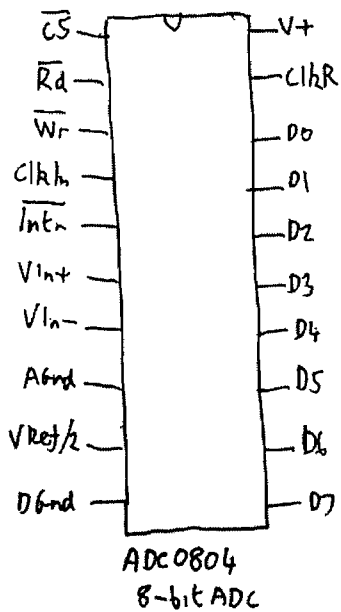 CS V+
Rd ClkR
Wr D0
ClkIn D1
Intr D2
VIn+ D3
VIn- D4
AGnd D5
VRef/2 D6
DGnd D7
ADC0804
8-bit ADC